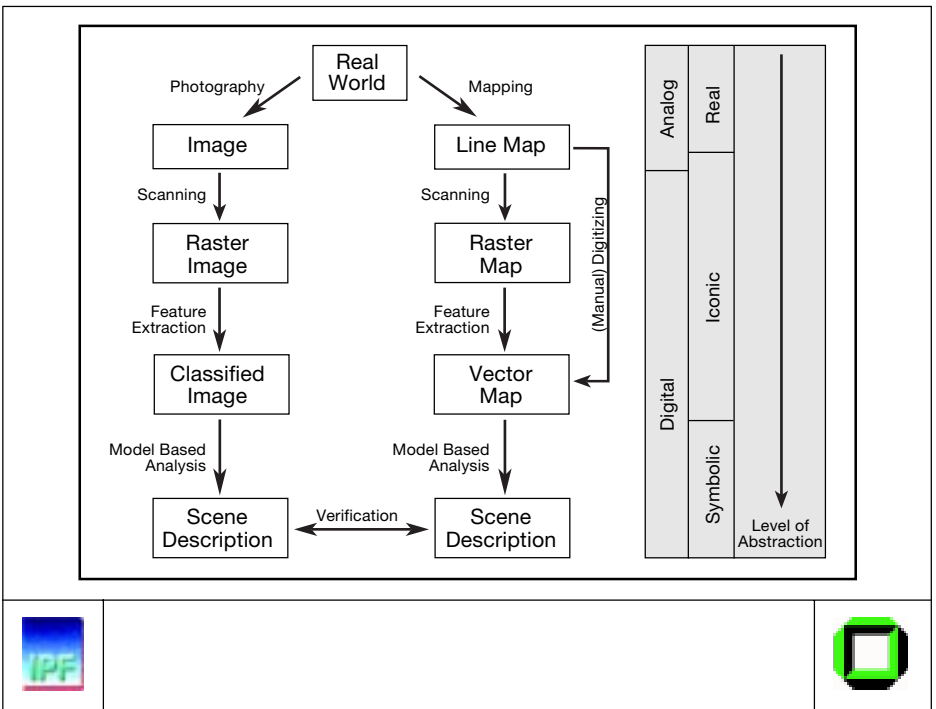 Real
World
Photography
Mapping
Image
Line Map
Scanning
Scanning
(Manual) Digitizing
Raster
Image
Raster
Map
Feature
Extraction
Feature
Extraction
Classified
Image
Vector
Map
Model Based
Analysis
Model Based
Analysis
Scene
Description
Verification
Scene
Description
Analog
Real
Digital
Iconic
Symbolic
Level of
Abstraction
IPF